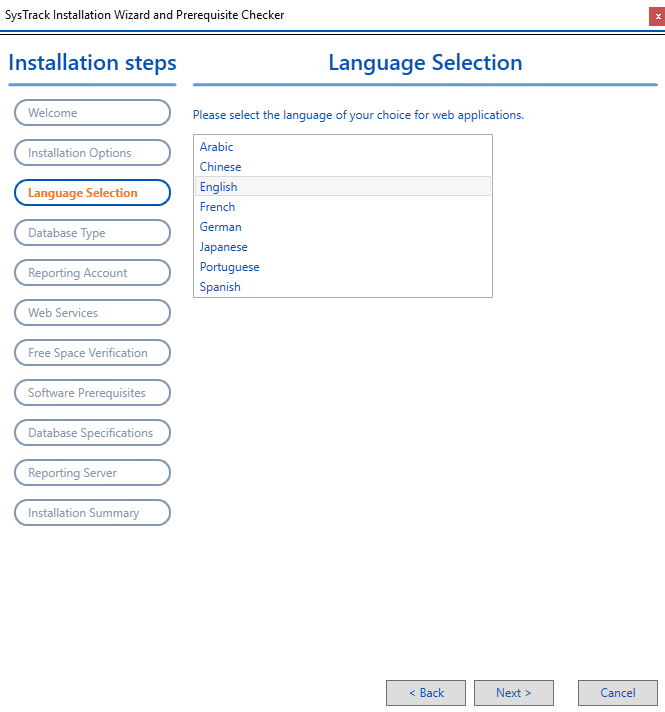 SysTrack Installation Wizard and Prerequisite Checker
x
Installation steps
Welcome
Installation Options
Language Selection
Database Type
Reporting Account
Web Services
Free Space Verification
Software Prerequisites
Database Specifications
Reporting Server
Installation Summary
Language Selection
Please select the language of your choice for web applications.
Arabic
Chinese
English
French
German
Japanese
Portuguese
Spanish
< Back
Next >
Cancel